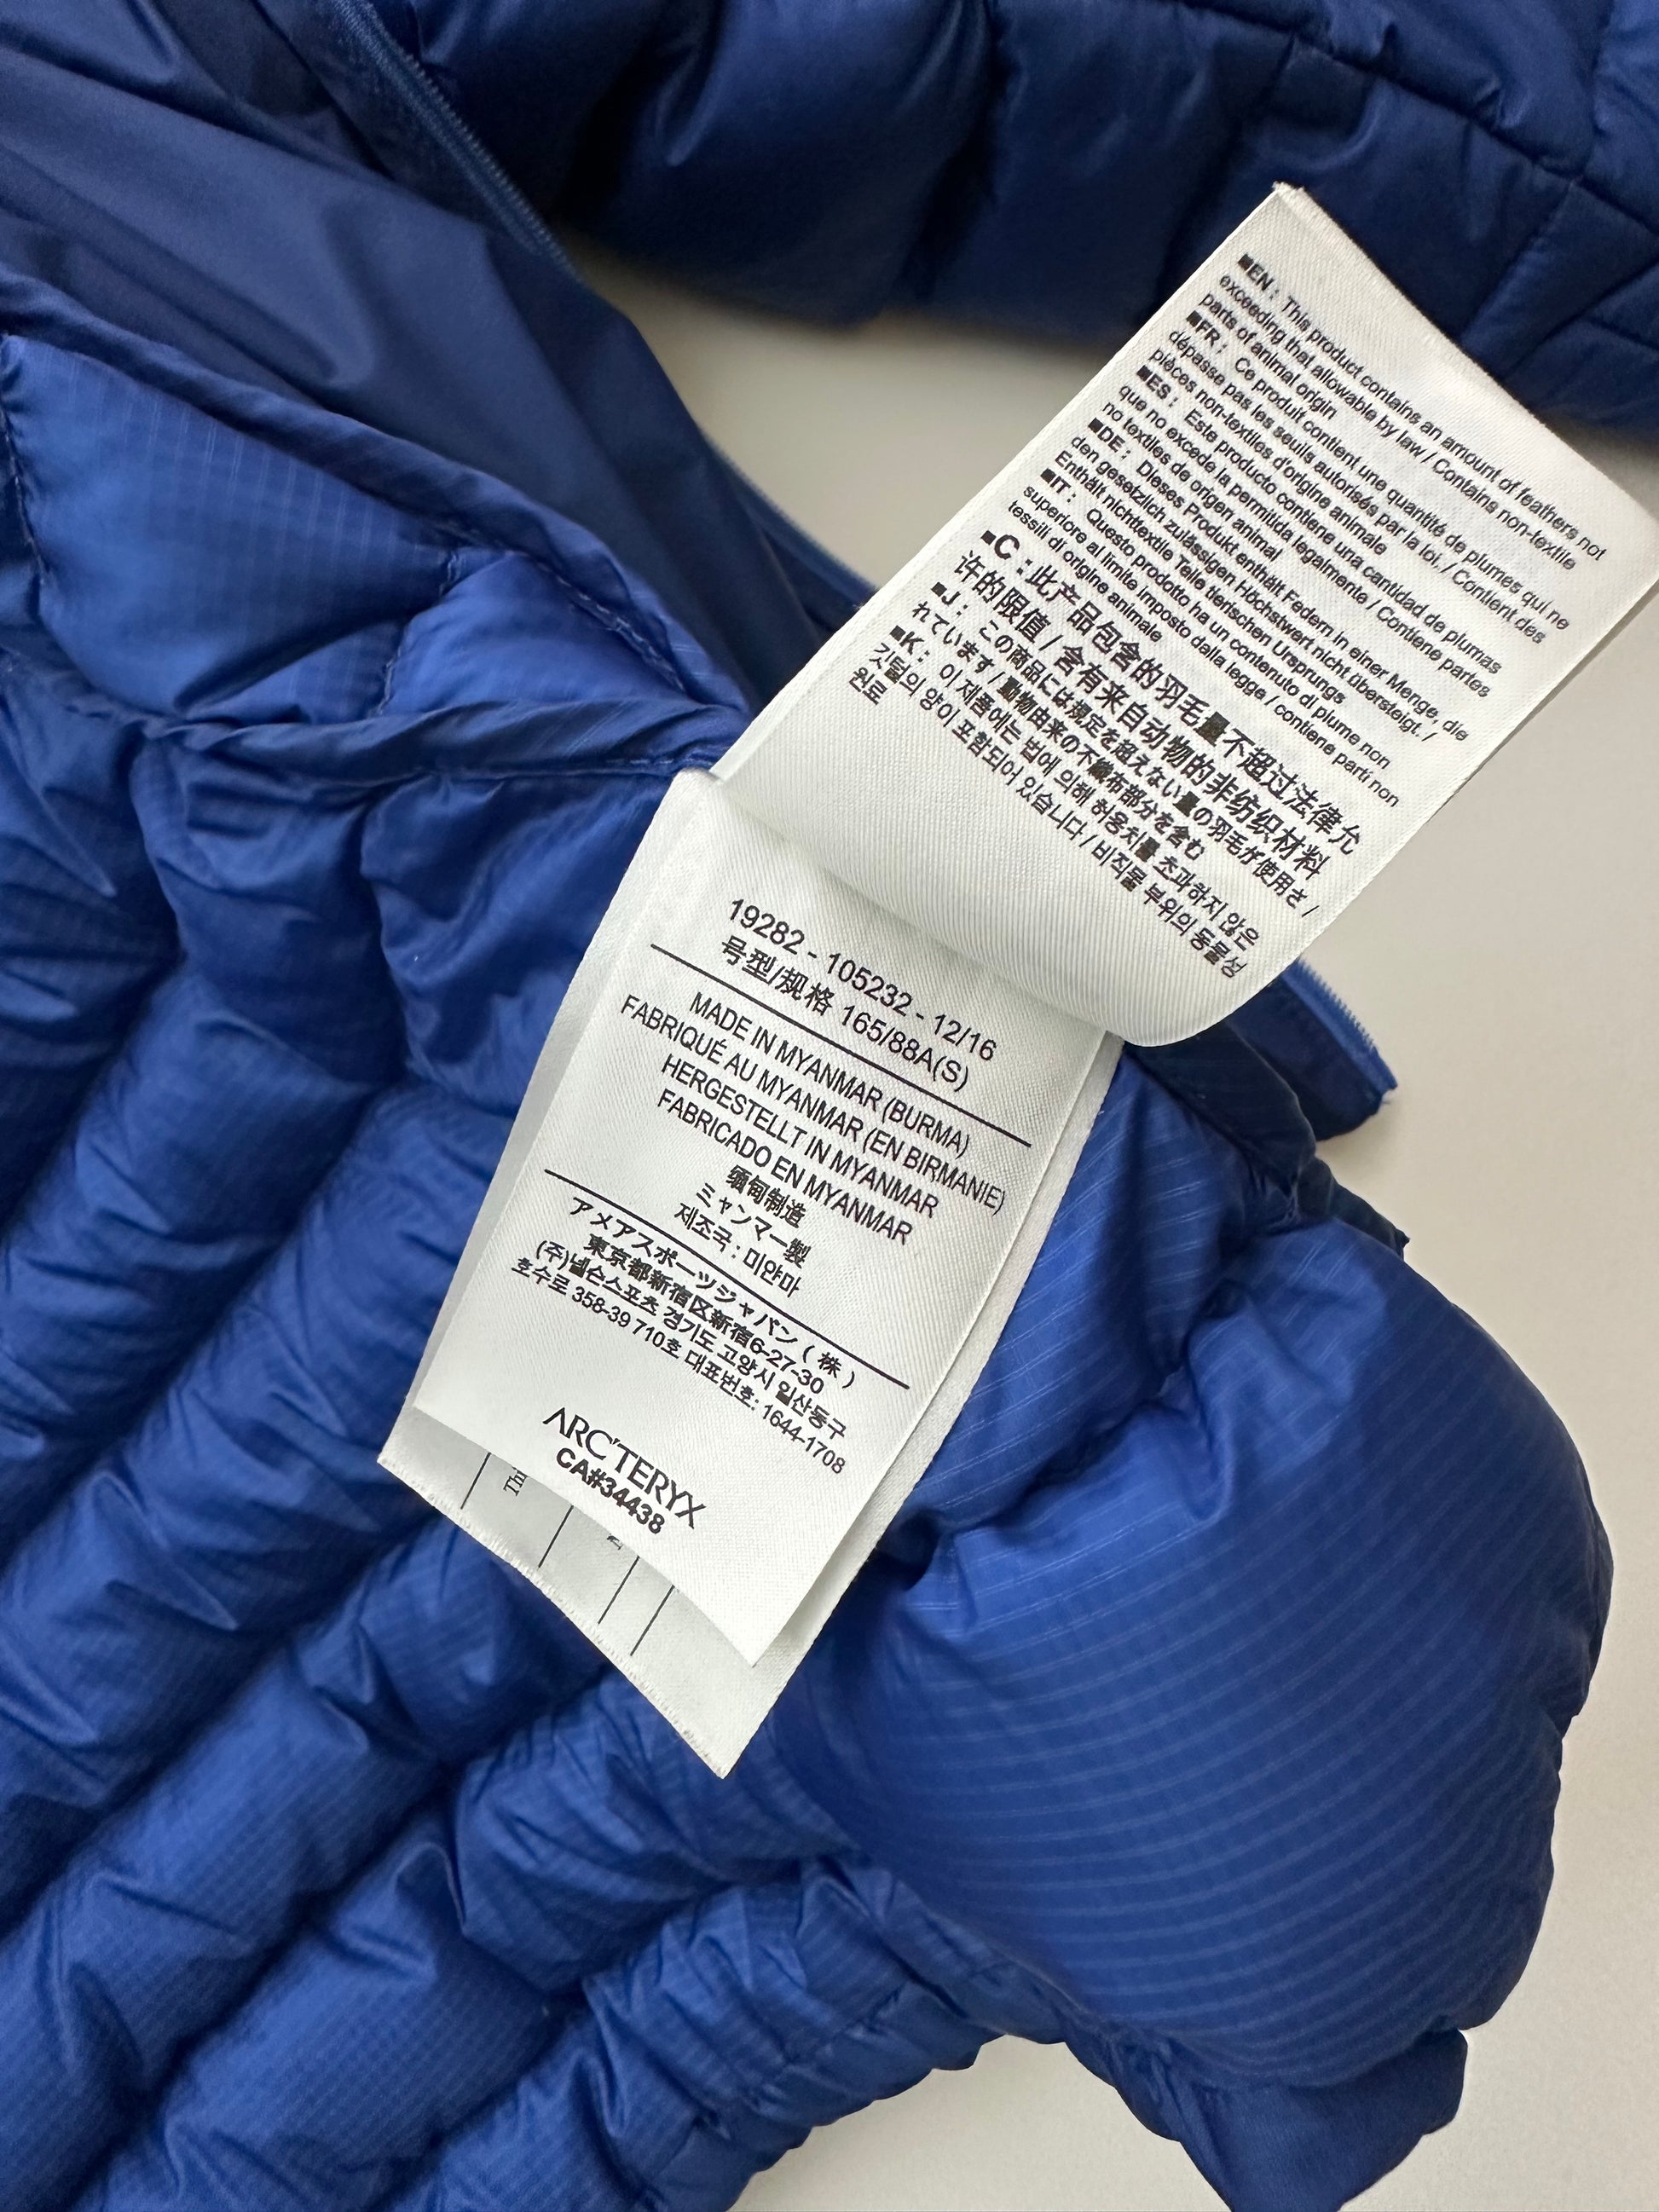 ■EN : This product contains an amount of feathers not
exceeding that allowable by law / Contains non-textile
parts of animal origin
■FR : Ce produit contient une quantité de plumes qui ne
dépasse pas les seuils autorisés par la loi. / Contient des
pièces non-textiles d'origine animale
■ES : Este producto contiene una cantidad de plumas
que no excede la permitida legalmente / Contiene partes
no textiles de origen animal
■DE : Dieses Produkt enthält Federn in einer Menge, die
den gesetzlich zulässigen Höchstwert nicht übersteigt. /
Enthält nichttextile Teile tierischen Ursprungs
■IT : Questo prodotto ha un contenuto di piume non
superiore al limite imposto dalla legge / contiene parti non
tessili di origine animale
■C : 此产品包含的羽毛量不超过法律允
许的限值 / 含有来自动物的非纺织材料
■J : この商品には規定を超えない量の羽毛が使用さ
れています / 動物由来の不織布部分を含む
■K : 이 제품에는 법에 의해 허용치를 초과하지 않은
깃털의 양이 포함되어 있습니다 / 비직물 부위의 동물성
원료
19282 - 105232 - 12/16
号型/规格 165/88A(S)
MADE IN MYANMAR (BURMA)
FABRIQUÉ AU MYANMAR (EN BIRMANIE)
HERGESTELLT IN MYANMAR
FABRICADO EN MYANMAR
缅甸制造
ミャンマー製
제조국 : 미얀마
アメアスポーツジャパン ( 株 )
東京都新宿区新宿6-27-30
(주)넬슨스포츠 경기도 고양시 일산동구
호수로 358-39 710호 대표번호: 1644-1708
ARC'TERYX
CA#34438